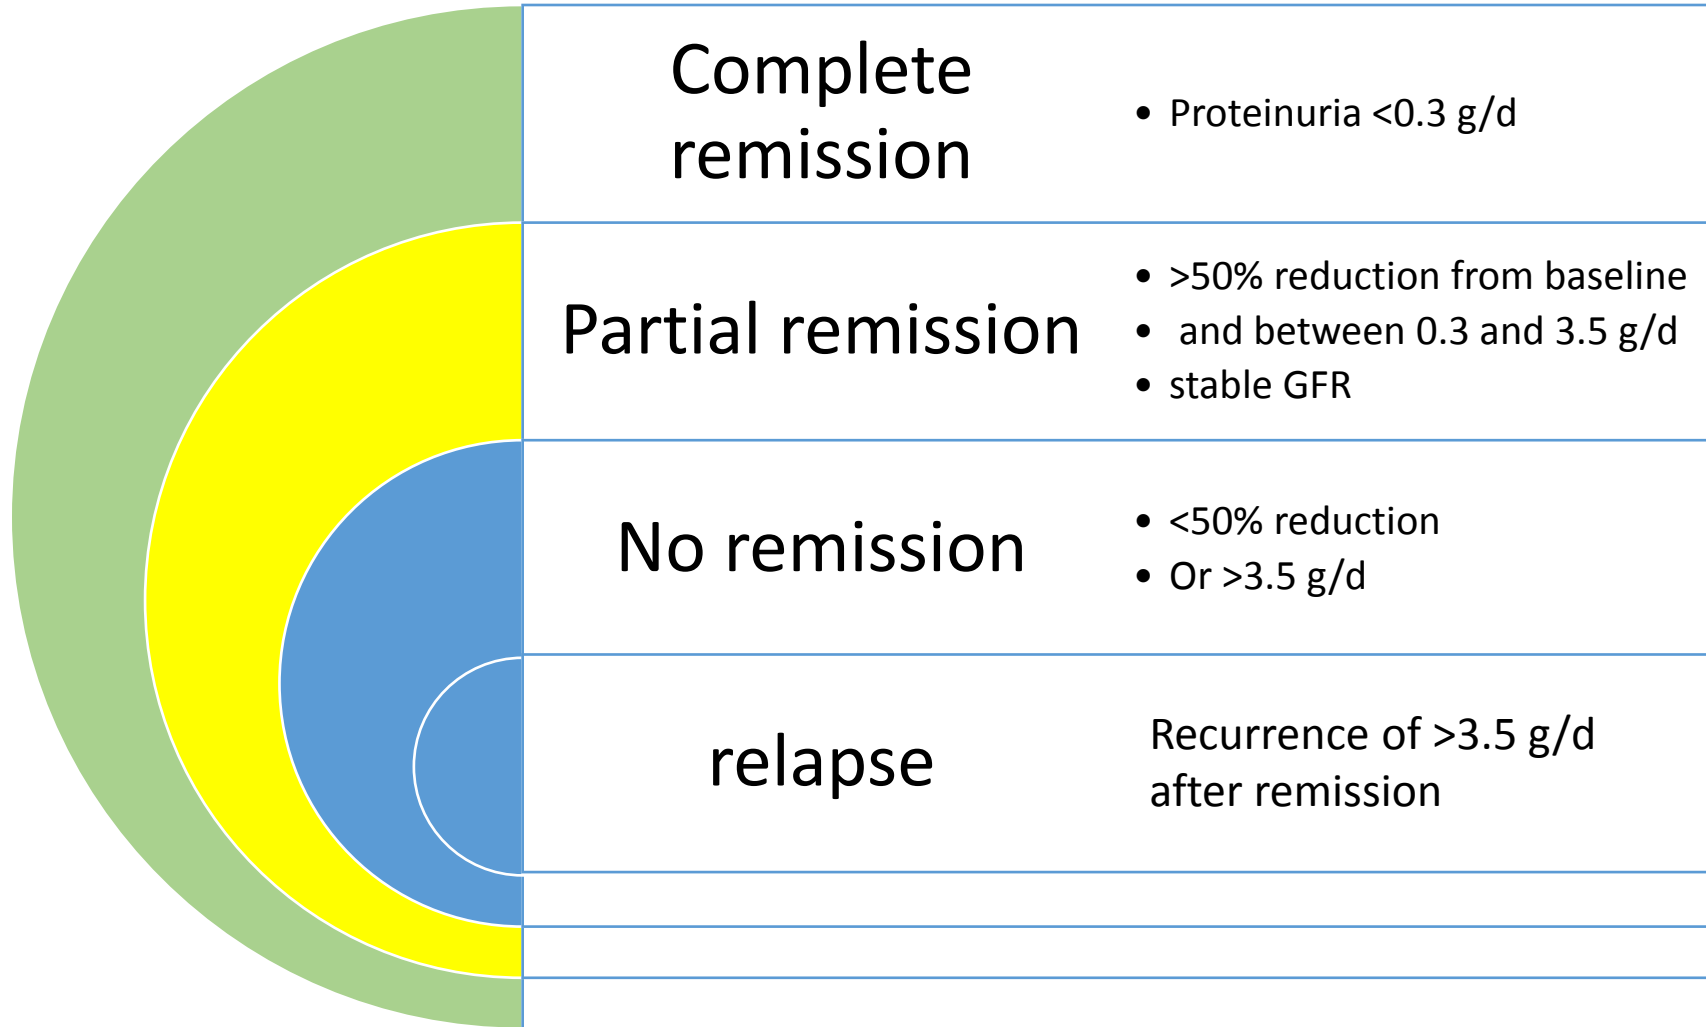 Complete
remission
• Proteinuria <0.3 g/d
Partial remission
• >50% reduction from baseline
• and between 0.3 and 3.5 g/d
• stable GFR
No remission
• <50% reduction
• Or >3.5 g/d
relapse
Recurrence of >3.5 g/d
after remission